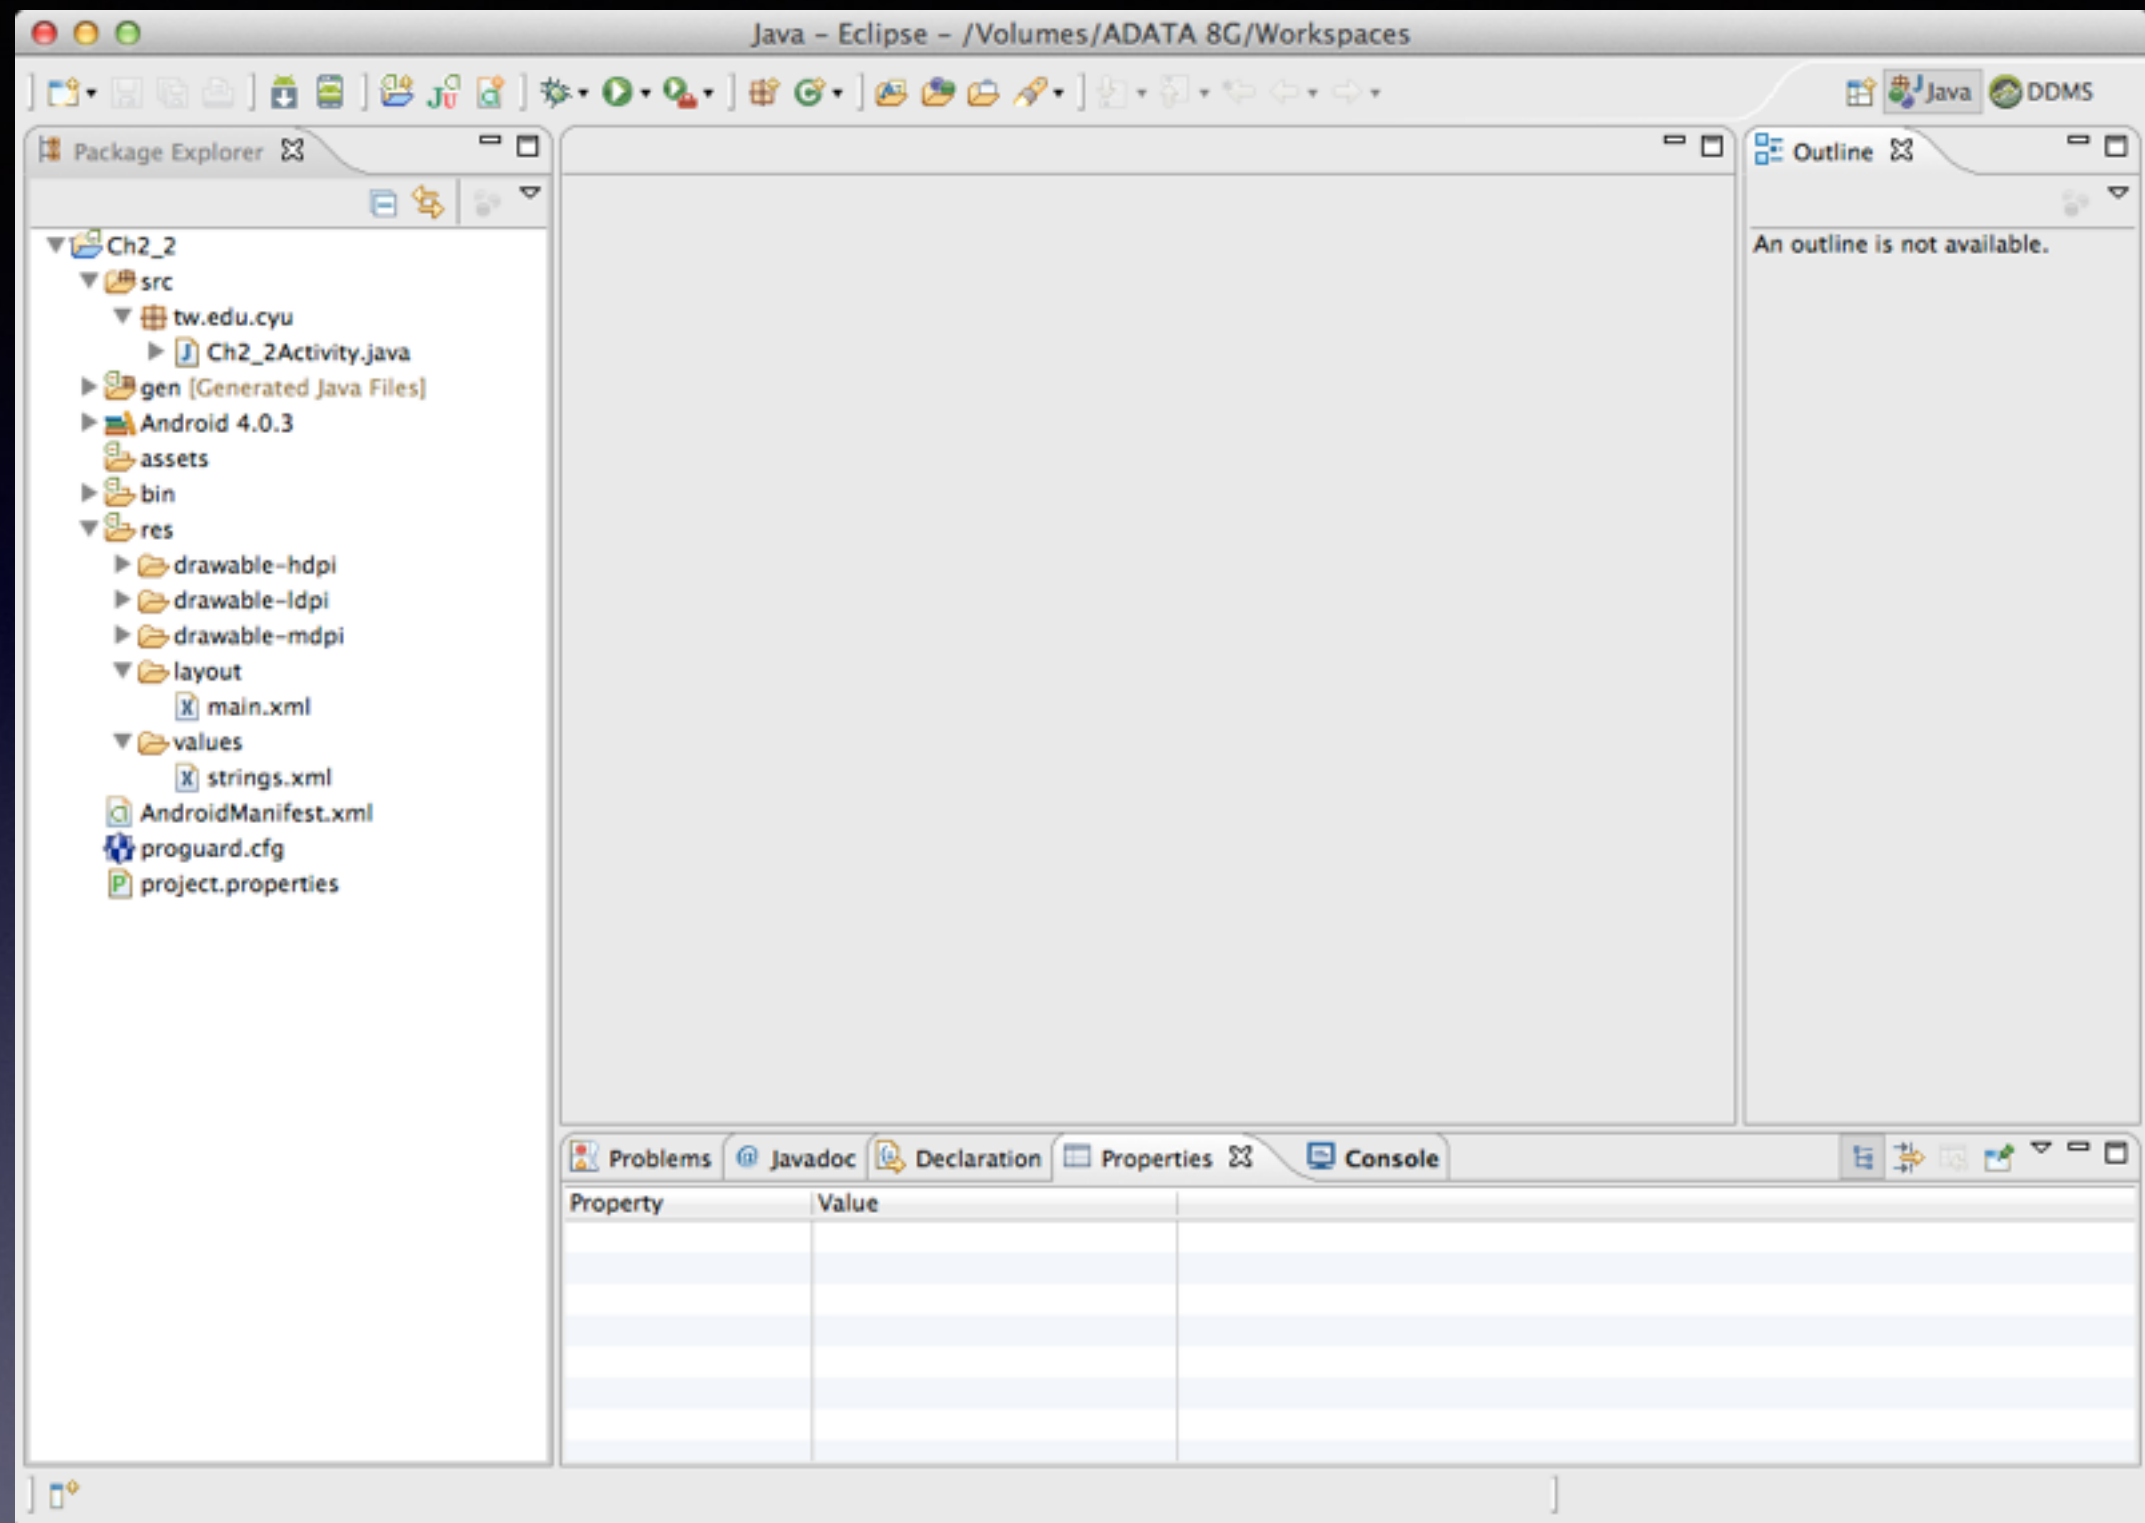 Java – Eclipse – /Volumes/ADATA 8G/Workspaces
Java DDMS
Package Explorer
Ch2_2
src
tw.edu.cyu
Ch2_2Activity.java
gen [Generated Java Files]
Android 4.0.3
assets
bin
res
drawable-hdpi
drawable-ldpi
drawable-mdpi
layout
main.xml
values
strings.xml
AndroidManifest.xml
proguard.cfg
project.properties
Outline
An outline is not available.
Problems Javadoc Declaration Properties Console
Property Value